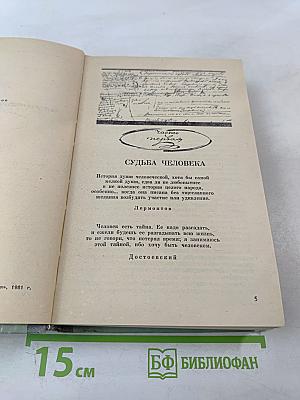 Часть
первая
СУДЬБА ЧЕЛОВЕКА
История души человеческой, хотя бы самой
мелкой души, едва ли не любопытнее
и не полезнее истории целого народа,
особенно... когда она писана без тщеславного
желания возбудить участие или удивление.
Лермонтов
Человек есть тайна. Ее надо разгадать,
и ежели будешь ее разгадывать всю жизнь,
то не говори, что потерял время; я занимаюсь
этой тайной, ибо хочу быть человеком.
Достоевский
1981 г.
5
15 см
БФ БИБЛИОФАН